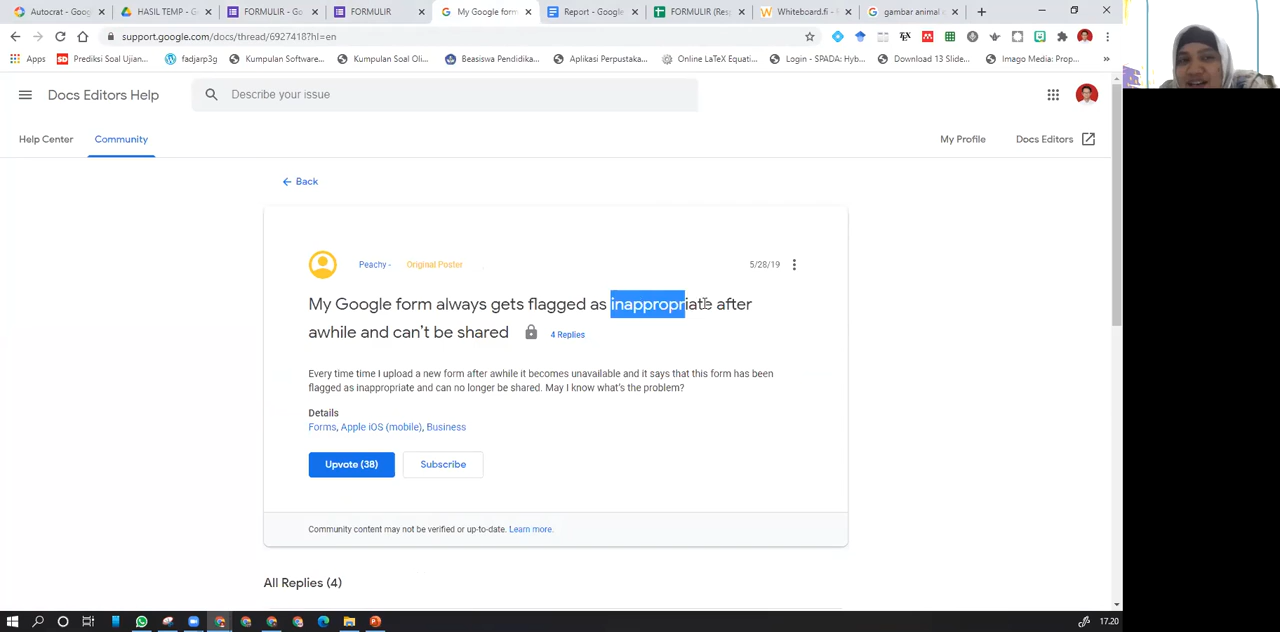 Autocrat - Goog
HASIL TEMP - G
FORMULIR - Go
FORMULIR
My Google form
Report - Google
FORMULIR (Res
Whiteboard.fi -
gambar animal c
support.google.com/docs/thread/6927418?hl=en
Apps
Prediksi Soal Ujian...
fadjarp3g
Kumpulan Software...
Kumpulan Soal Oli...
Beasiswa Pendidika...
Aplikasi Perpustaka...
Online LaTeX Equati...
Login - SPADA: Hyb...
Download 13 Slide...
Imago Media: Prop...
Docs Editors Help
Describe your issue
Help Center
Community
My Profile
Docs Editors
Back
Peachy - Original Poster
5/28/19
My Google form always gets flagged as inappropriate after
awhile and can't be shared
4 Replies
Every time time I upload a new form after awhile it becomes unavailable and it says that this form has been
flagged as inappropriate and can no longer be shared. May I know what's the problem?
Details
Forms, Apple iOS (mobile), Business
Upvote (38)
Subscribe
Community content may not be verified or up-to-date. Learn more.
All Replies (4)
17.20